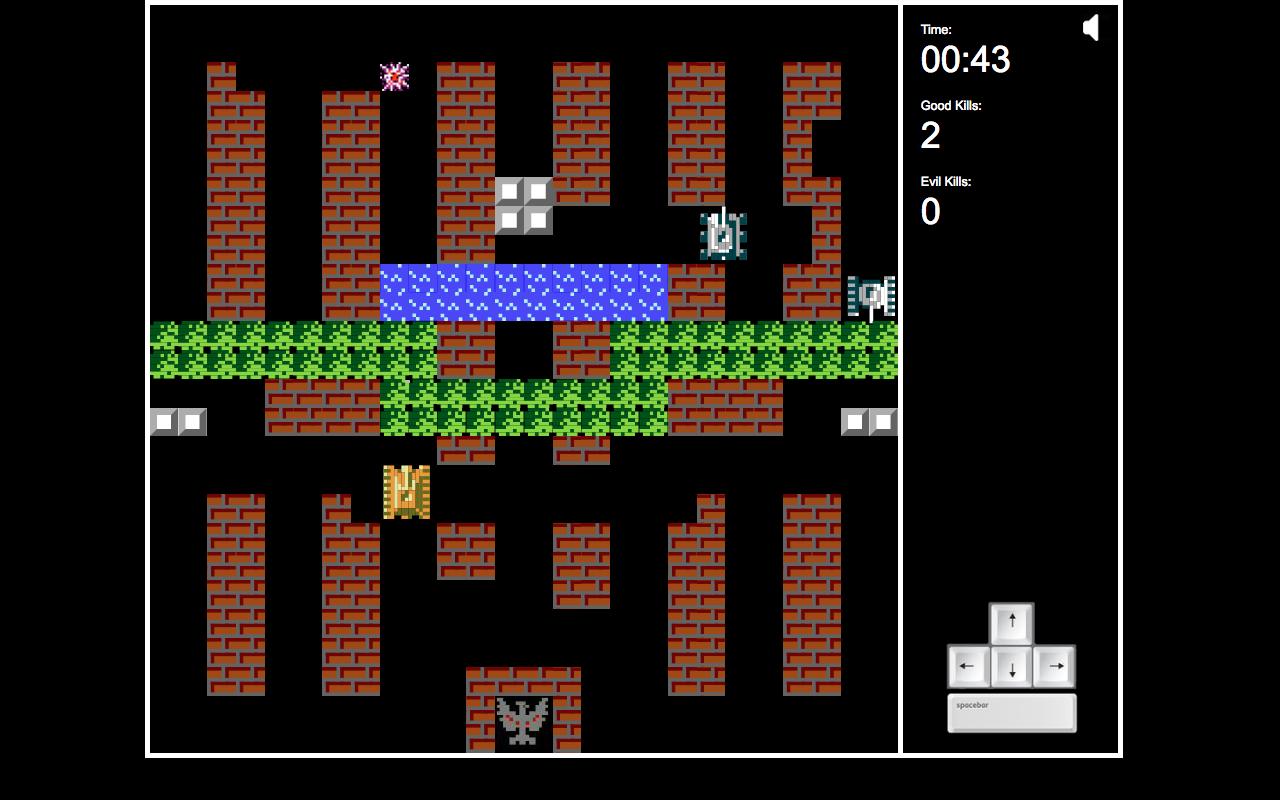 Time:
00:43
Good Kills:
2
Evil Kills:
0
↑
← ↓ →
spacebar